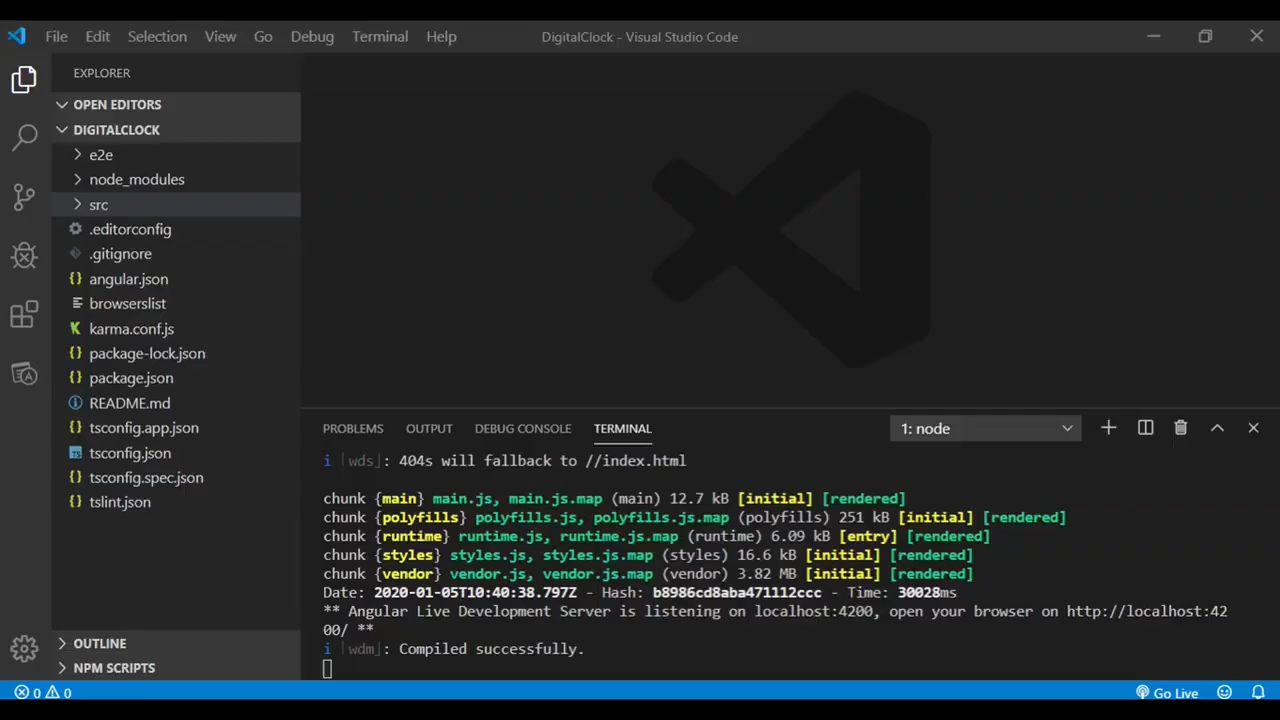 File Edit Selection View Go Debug Terminal Help DigitalClock - Visual Studio Code
EXPLORER
OPEN EDITORS
DIGITALCLOCK
e2e
node_modules
src
.editorconfig
.gitignore
{} angular.json
browserslist
K karma.conf.js
{} package-lock.json
{} package.json
README.md
{} tsconfig.app.json
TS tsconfig.json
{} tsconfig.spec.json
{} tslint.json
OUTLINE
NPM SCRIPTS
PROBLEMS OUTPUT DEBUG CONSOLE TERMINAL 1: node
i ｢wds｣: 404s will fallback to //index.html
chunk {main} main.js, main.js.map (main) 12.7 kB [initial] [rendered]
chunk {polyfills} polyfills.js, polyfills.js.map (polyfills) 251 kB [initial] [rendered]
chunk {runtime} runtime.js, runtime.js.map (runtime) 6.09 kB [entry] [rendered]
chunk {styles} styles.js, styles.js.map (styles) 16.6 kB [initial] [rendered]
chunk {vendor} vendor.js, vendor.js.map (vendor) 3.82 MB [initial] [rendered]
Date: 2020-01-05T10:40:38.797Z - Hash: b8986cd8aba471112ccc - Time: 30028ms
** Angular Live Development Server is listening on localhost:4200, open your browser on http://localhost:42
00/ **
i ｢wdm｣: Compiled successfully.
0 0 Go Live